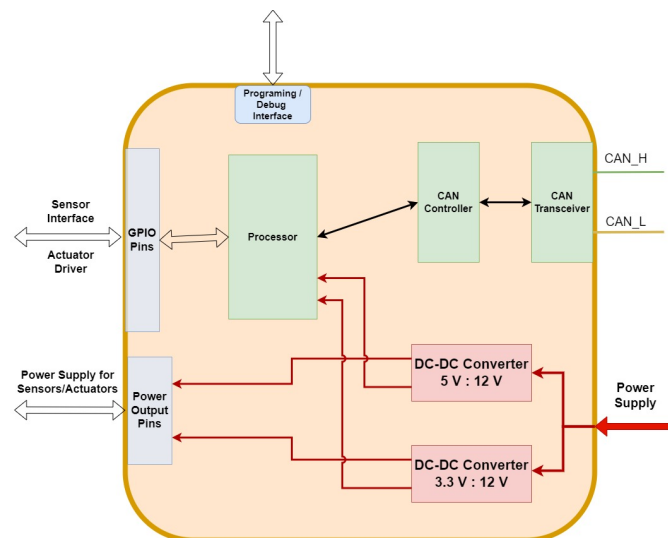 Programing /
Debug
Interface
CAN_H
CAN
Controller
CAN
Transceiver
Sensor
Interface
GPIO
Pins
Processor
CAN_L
Actuator
Driver
DC-DC Converter
5 V : 12 V
Power Supply for
Sensors/Actuators
Power
Output
Pins
Power
Supply
DC-DC Converter
3.3 V : 12 V